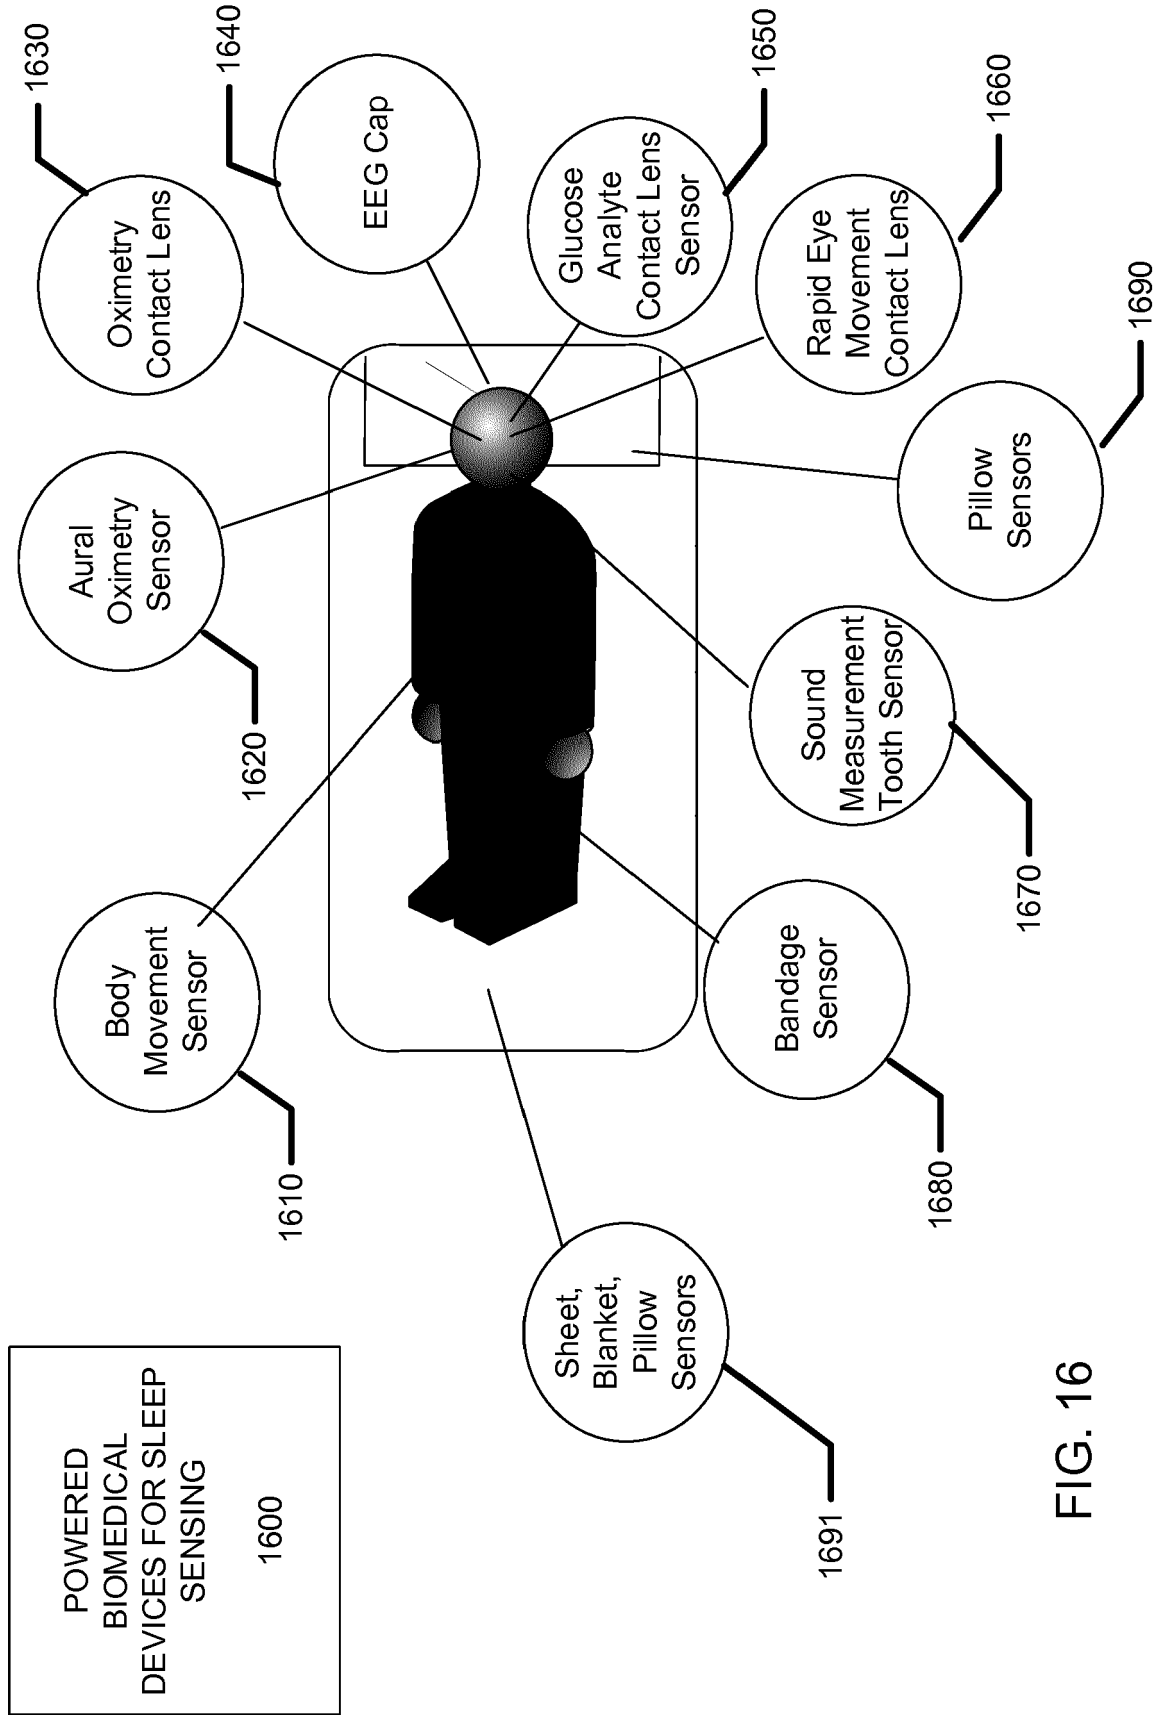 POWERED
BIOMEDICAL
DEVICES FOR SLEEP
SENSING
1600
Body
Movement
Sensor
1610
Aural
Oximetry
Sensor
1620
Oximetry
Contact Lens
1630
EEG Cap
1640
Glucose
Analyte
Contact Lens
Sensor
1650
Rapid Eye
Movement
Contact Lens
1660
Pillow
Sensors
1690
Sound
Measurement
Tooth Sensor
1670
Bandage
Sensor
1680
Sheet,
Blanket,
Pillow
Sensors
1691
FIG. 16